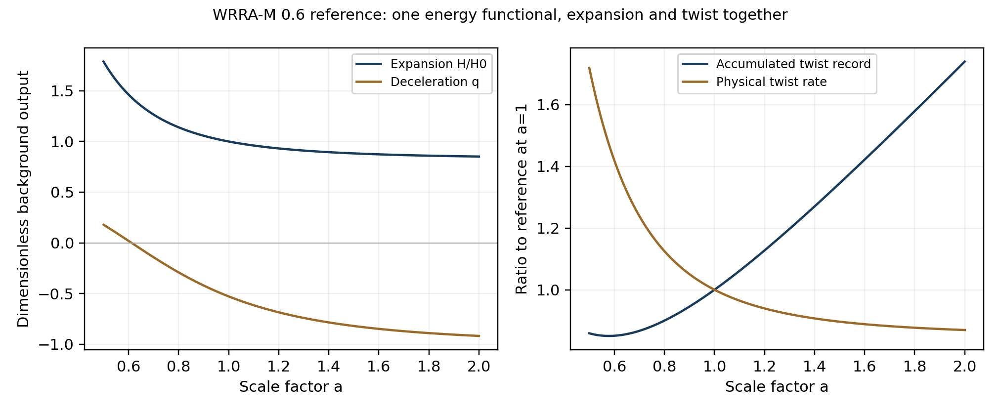 WRRA-M 0.6 reference: one energy functional, expansion and twist together
Dimensionless background output
1.5
1.0
0.5
0.0
−0.5
−1.0
Expansion H/H0
Deceleration q
0.6 0.8 1.0 1.2 1.4 1.6 1.8 2.0
Scale factor a
Ratio to reference at a=1
1.6
1.4
1.2
1.0
Accumulated twist record
Physical twist rate
0.6 0.8 1.0 1.2 1.4 1.6 1.8 2.0
Scale factor a